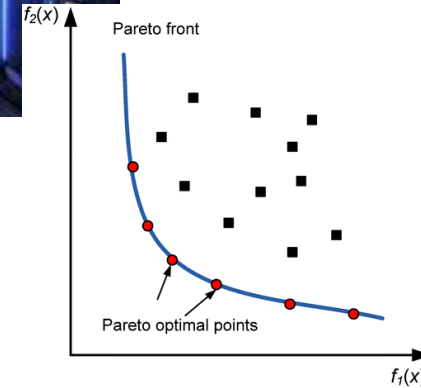 f2(x)
Pareto front
Pareto optimal points
f1(x)